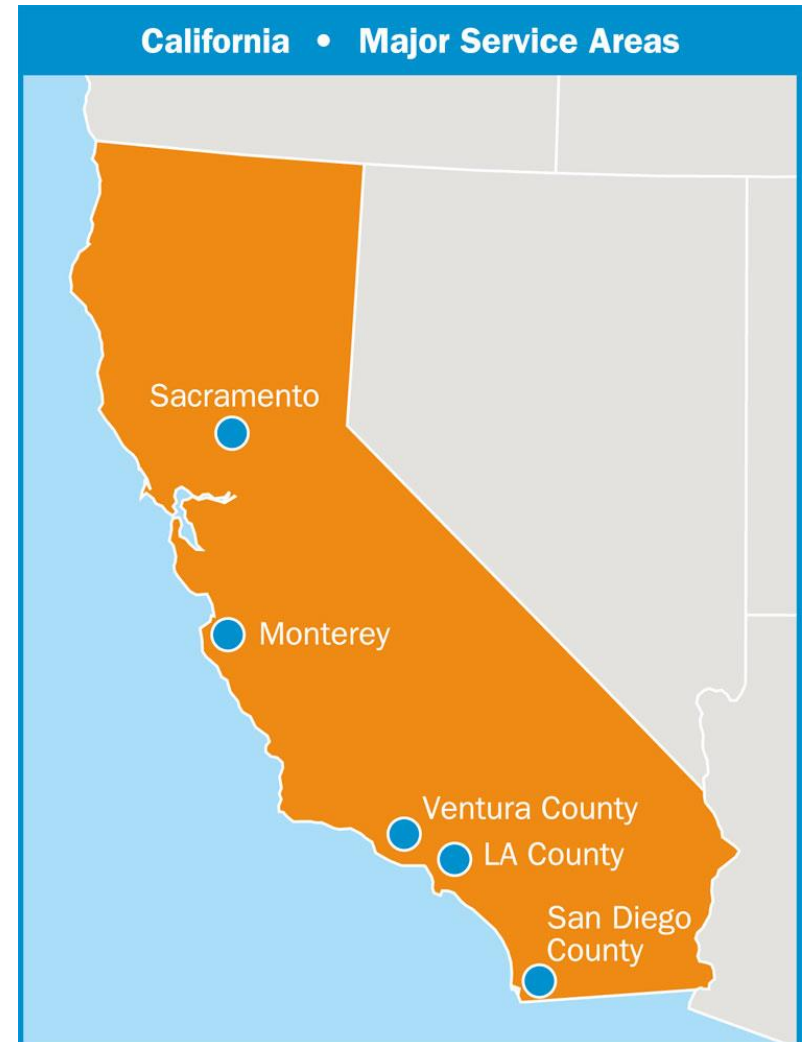 California • Major Service Areas
Sacramento
Monterey
Ventura County
LA County
San Diego
County